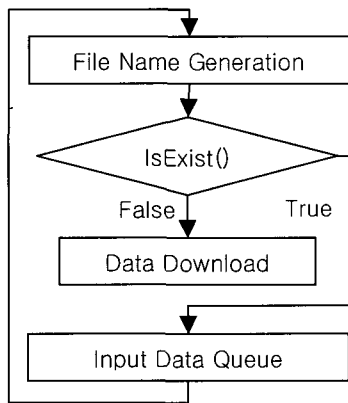 File Name Generation
IsExist()
False
True
Data Download
Input Data Queue